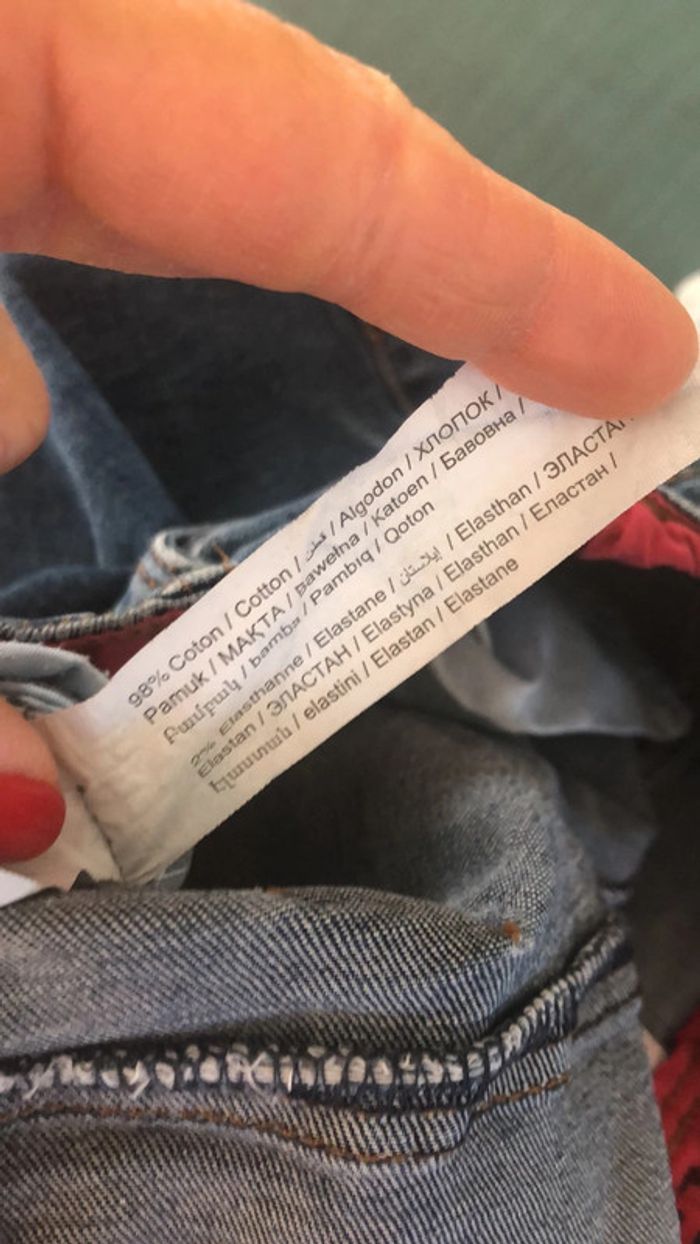 98% Coton / Cotton / قطن / Algodon / ХЛОПОК /
Pamuk / МАҚТА / Bawełna / Katoen / Бавовна /
Բամբակ / bamba / Pambıq / Qoton
2% Elasthanne / Elastane / إيلاستان / Elasthan / ЭЛАСТАН
Elastan / ЭЛАСТАН / Elastyna / Elasthan / Еластан /
Էլաստան / elastini / Elastan / Elastane